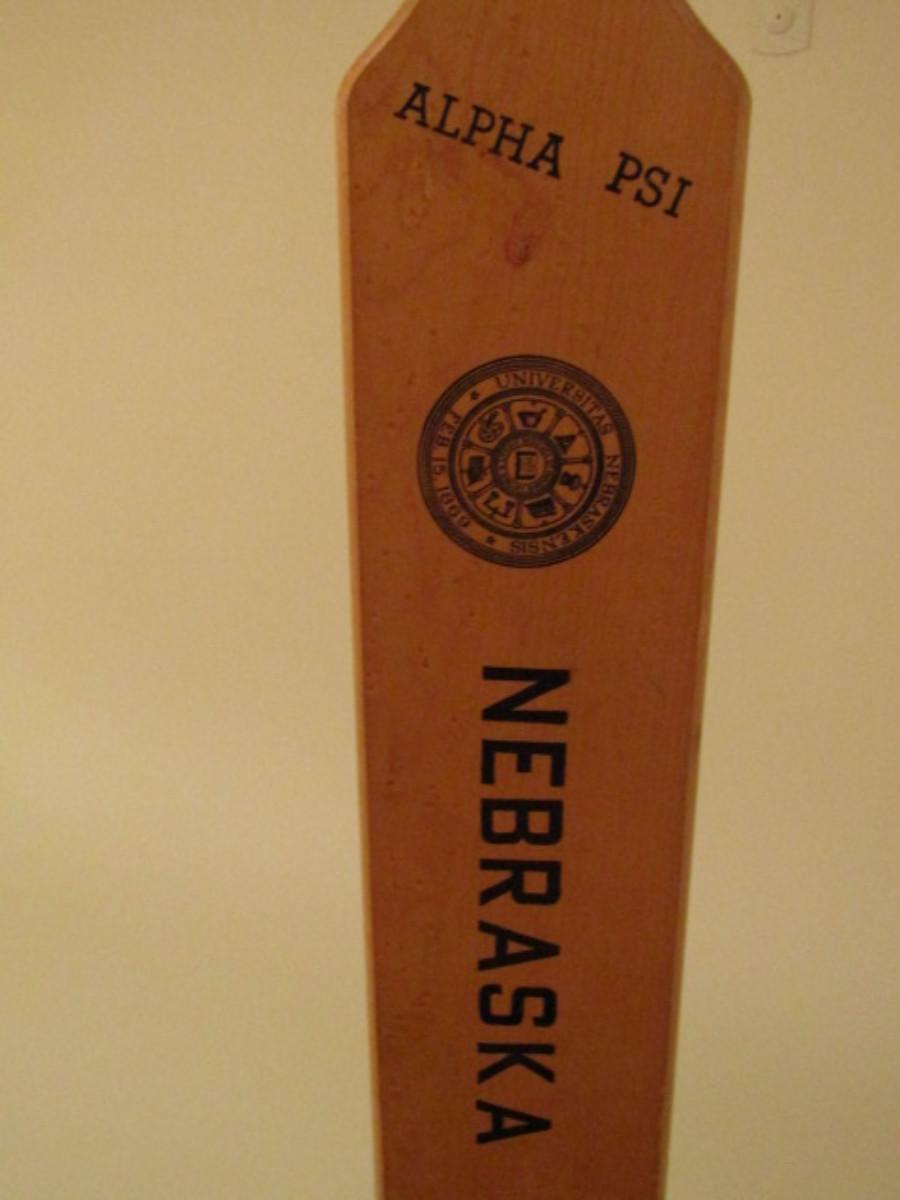 ALPHA PSI
UNIVERSITAS NEBRASKENSIS
FEB 15 1869
NEBRASKA